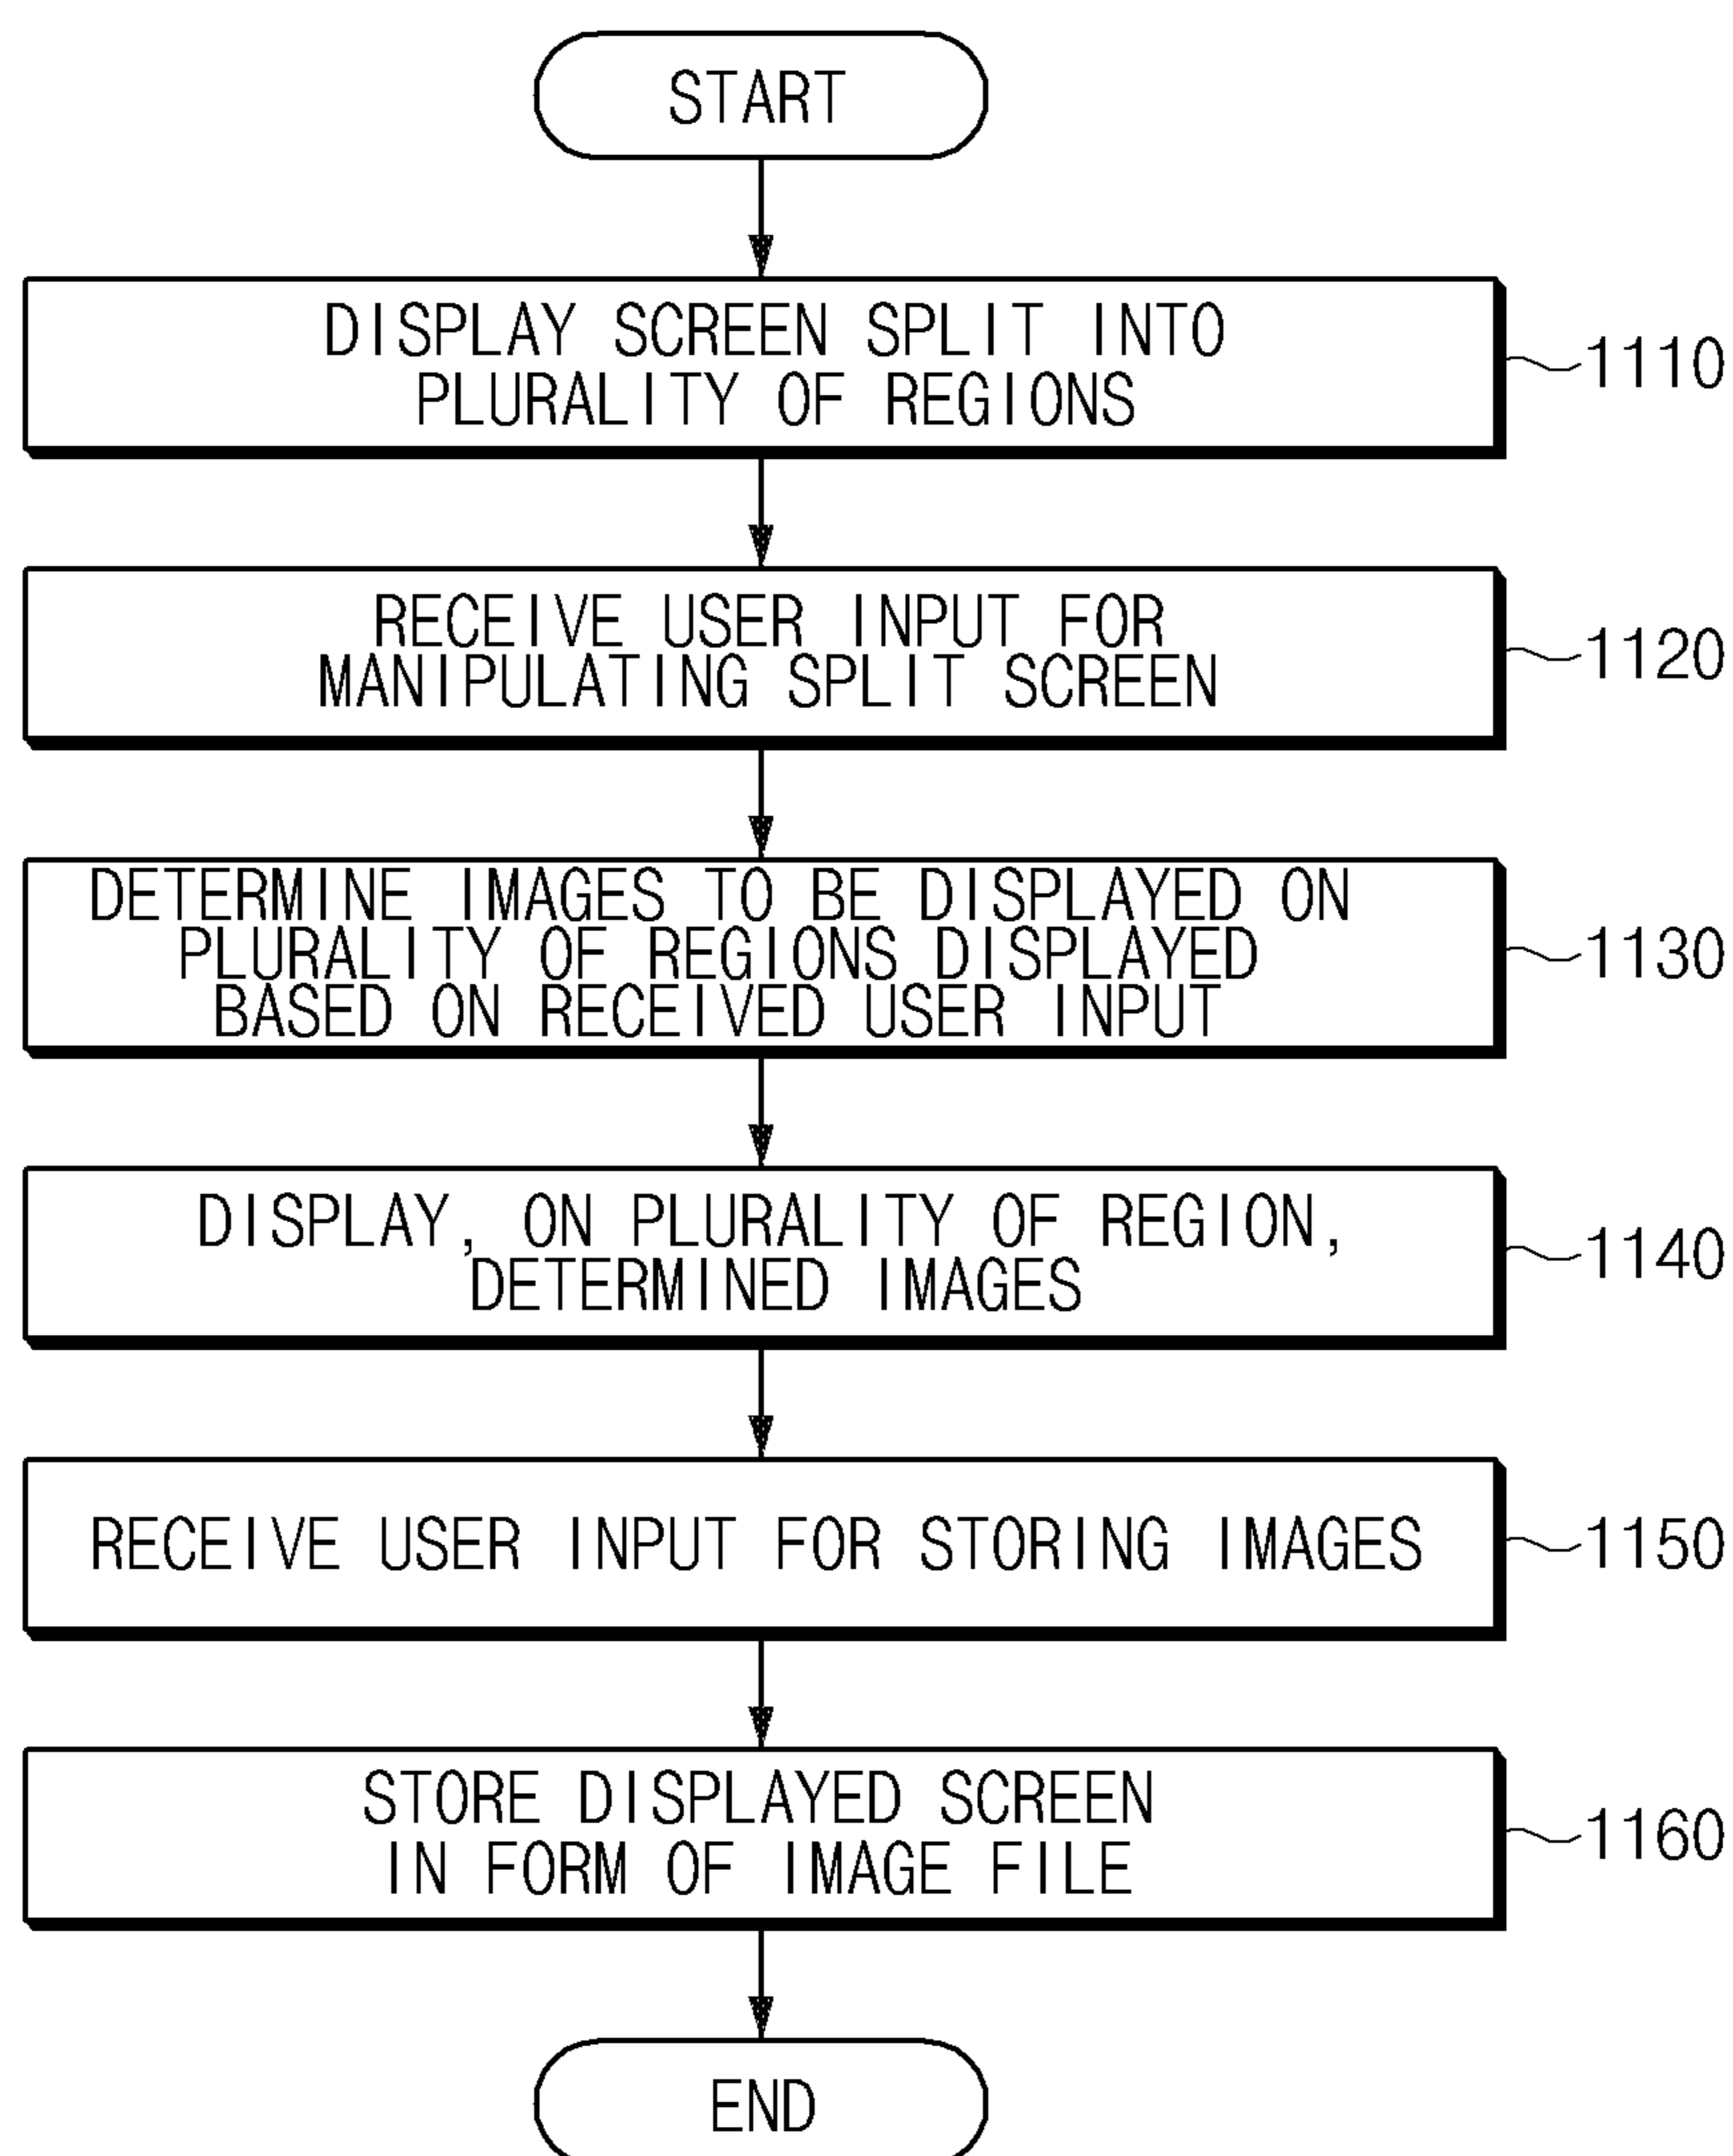 START
DISPLAY SCREEN SPLIT INTO
PLURALITY OF REGIONS
1110
RECEIVE USER INPUT FOR
MANIPULATING SPLIT SCREEN
1120
DETERMINE IMAGES TO BE DISPLAYED ON
PLURALITY OF REGIONS DISPLAYED
BASED ON RECEIVED USER INPUT
1130
DISPLAY, ON PLURALITY OF REGION,
DETERMINED IMAGES
1140
RECEIVE USER INPUT FOR STORING IMAGES
1150
STORE DISPLAYED SCREEN
IN FORM OF IMAGE FILE
1160
END